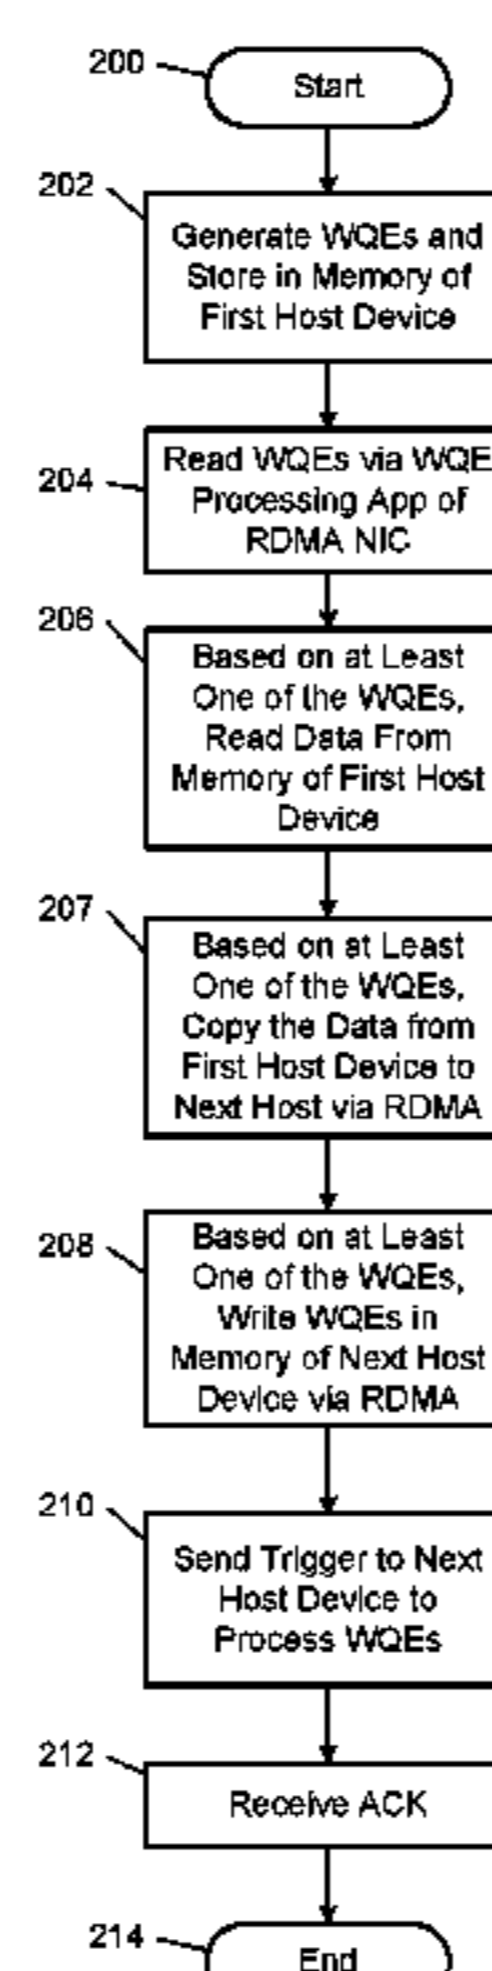 200
Start
202
Generate WQEs and
Store in Memory of
First Host Device
204
Read WQEs via WQE
Processing App of
RDMA NIC
206
Based on at Least
One of the WQEs,
Read Data From
Memory of First Host
Device
207
Based on at Least
One of the WQEs,
Copy the Data from
First Host Device to
Next Host via RDMA
208
Based on at Least
One of the WQEs,
Write WQEs in
Memory of Next Host
Device via RDMA
210
Send Trigger to Next
Host Device to
Process WQEs
212
Receive ACK
214
End